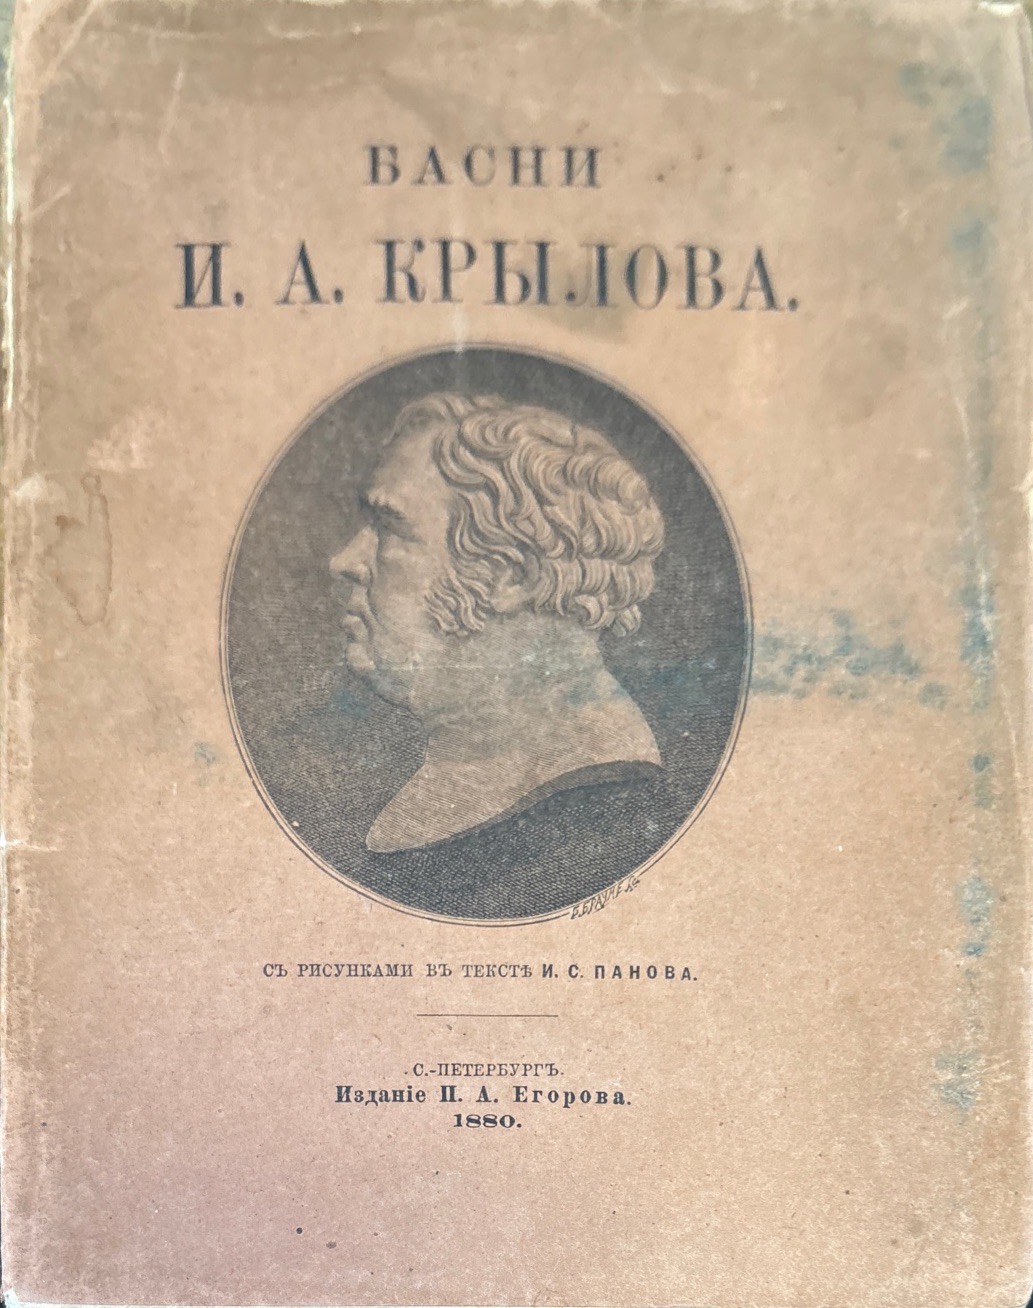 БАСНИ
И. А. КРЫЛОВА.
СЪ РИСУНКАМИ ВЪ ТЕКСТѢ И. С. ПАНОВА.
С.-ПЕТЕРБУРГЪ.
Изданіе П. А. Егорова.
1880.